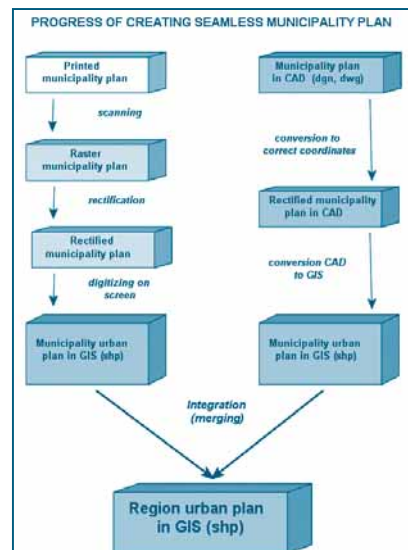 PROGRESS OF CREATING SEAMLESS MUNICIPALITY PLAN
Printed
municipality plan
scanning
Raster
municipality plan
rectification
Rectified
municipality plan
digitizing on
screen
Municipality urban
plan in GIS (shp)
Municipality plan
in CAD (dgn, dwg)
conversion to
correct coordinates
Rectified municipality
plan in CAD
conversion CAD
to GIS
Municipality urban
plan in GIS (shp)
Integration
(merging)
Region urban plan
in GIS (shp)